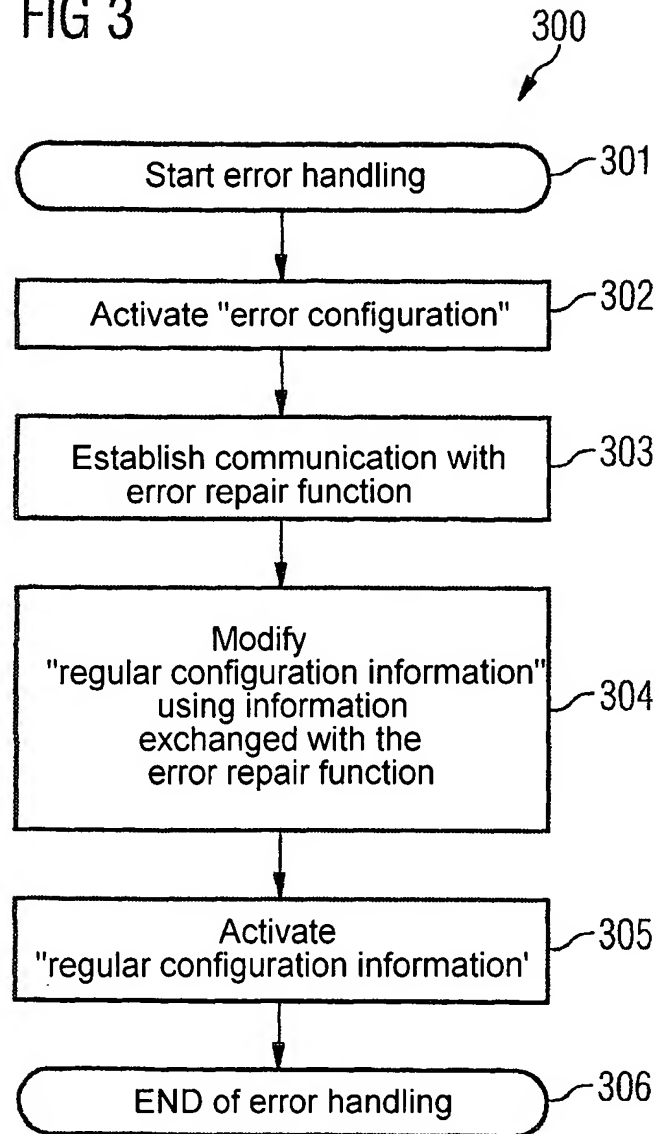 FIG 3
300
Start error handling
301
Activate "error configuration"
302
Establish communication with
error repair function
303
Modify
"regular configuration information"
using information
exchanged with the
error repair function
304
Activate
"regular configuration information'
305
END of error handling
306